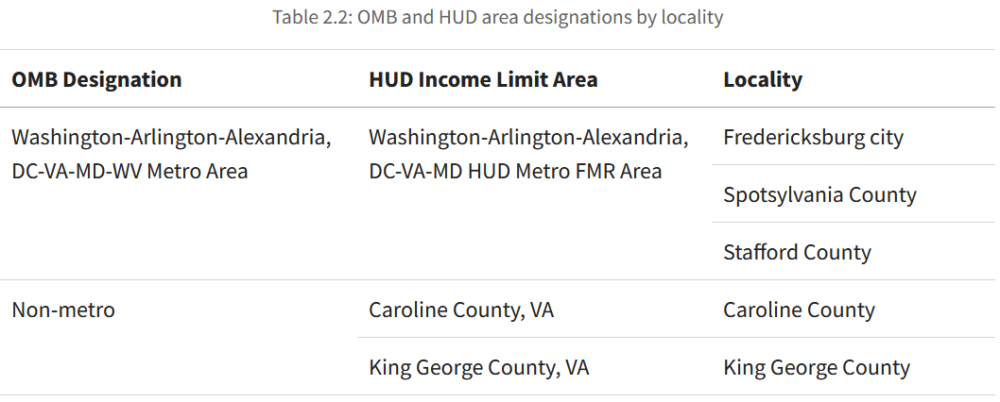 Table 2.2: OMB and HUD area designations by locality
OMB Designation HUD Income Limit Area Locality
Washington-Arlington-Alexandria, Washington-Arlington-Alexandria, Fredericksburg city
DC-VA-MD-WV Metro Area DC-VA-MD HUD Metro FMR Area
Spotsylvania County
Stafford County
Non-metro Caroline County, VA Caroline County
King George County, VA King George County